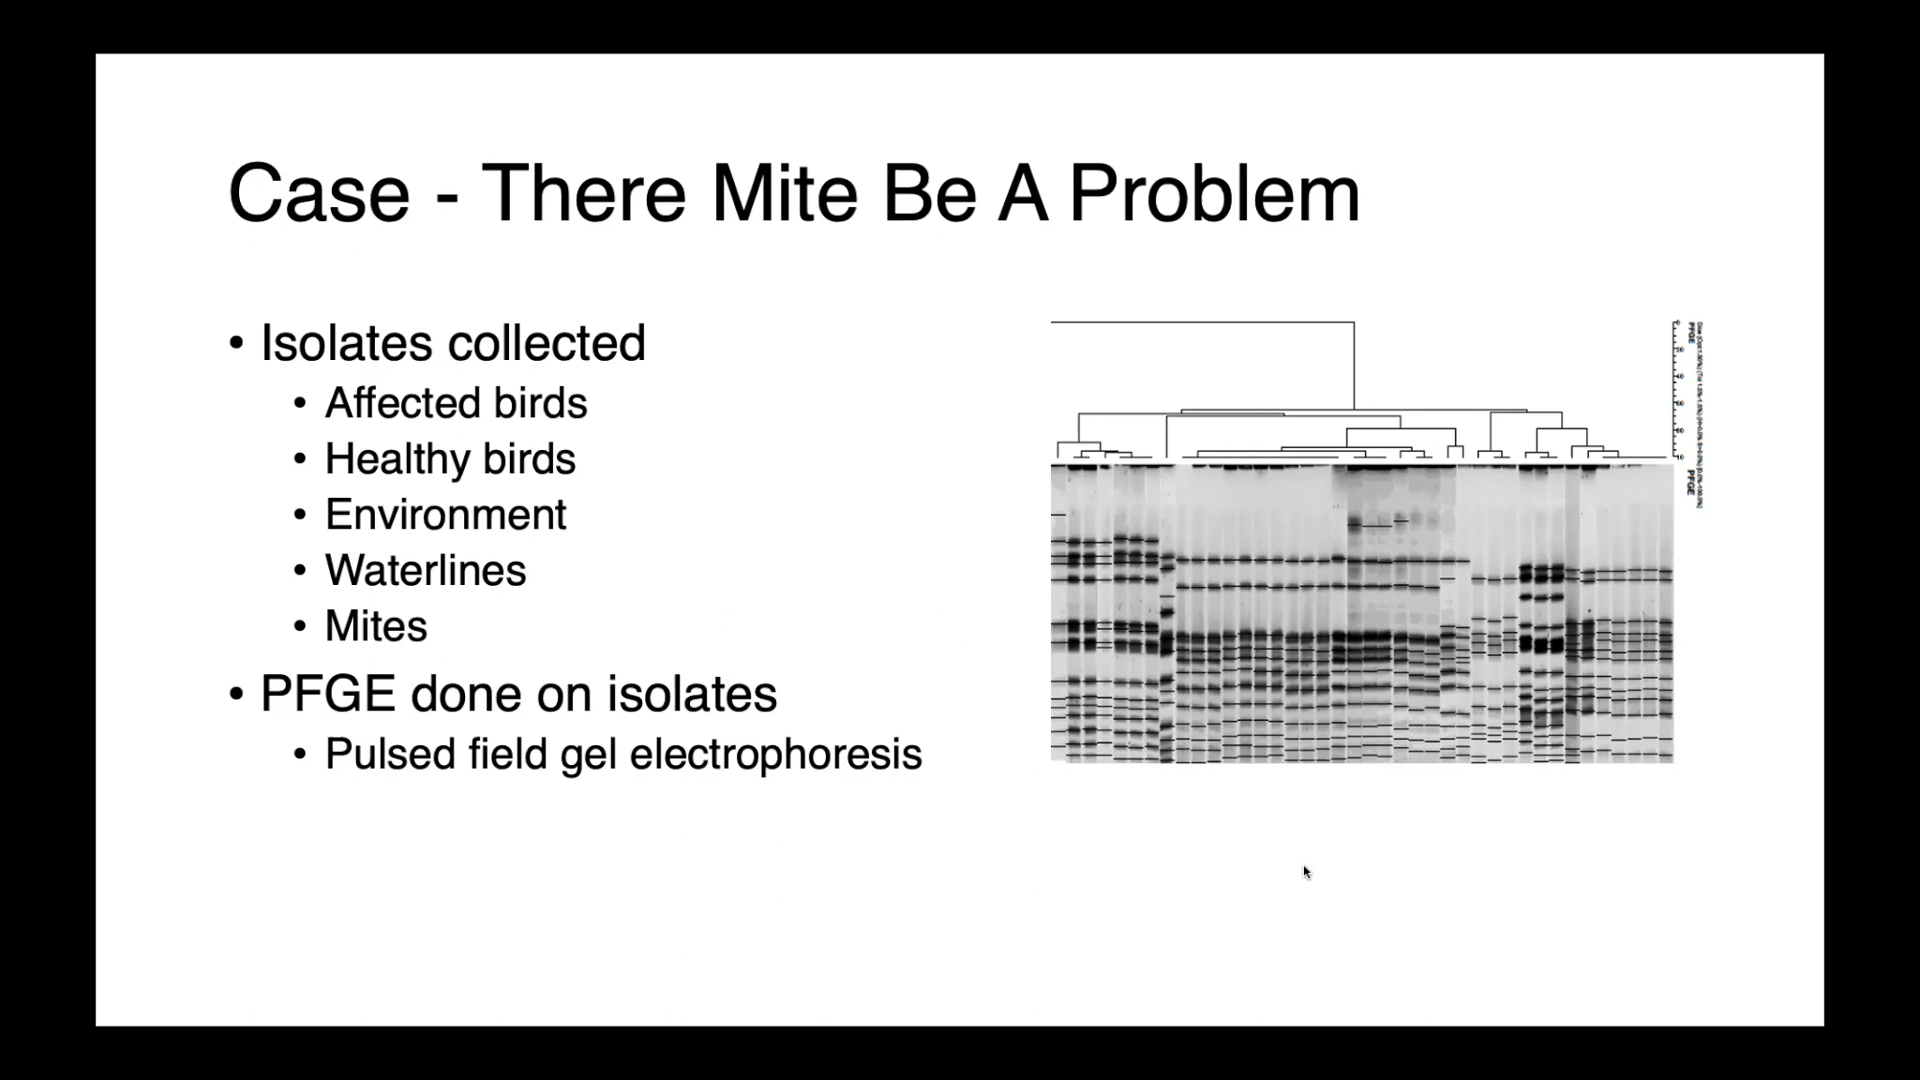 Case - There Mite Be A Problem
• Isolates collected
• Affected birds
• Healthy birds
• Environment
• Waterlines
• Mites
• PFGE done on isolates
• Pulsed field gel electrophoresis
PFGE
PFGE